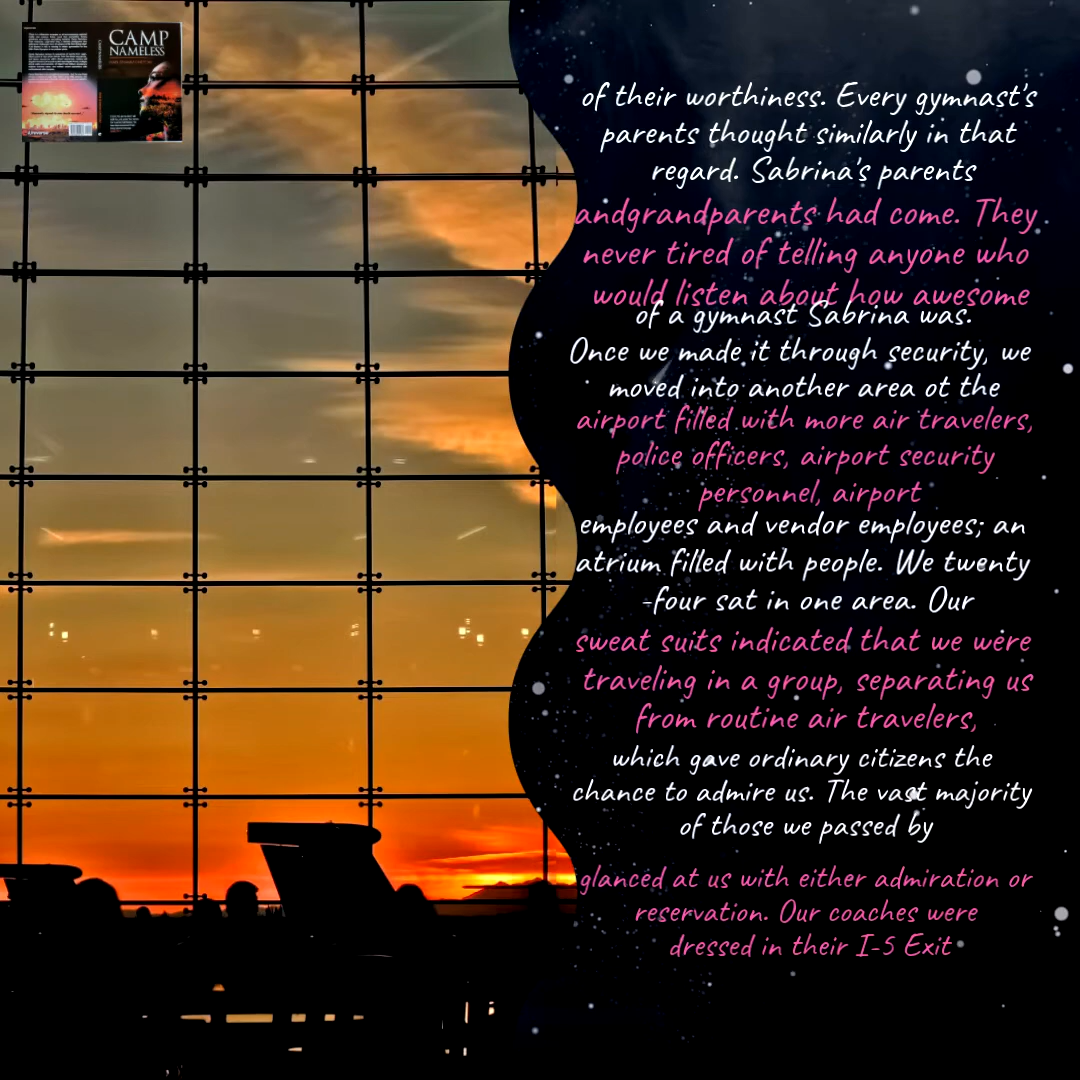 CAMP
NAMELESS
iUniverse
of their worthiness. Every gymnast's
parents thought similarly in that
regard. Sabrina's parents
andgrandparents had come. They
never tired of telling anyone who
would listen about how awesome
of a gymnast Sabrina was.
Once we made it through security, we
moved into another area ot the
airport filled with more air travelers,
police officers, airport security
personnel, airport
employees and vendor employees; an
atrium filled with people. We twenty
-four sat in one area. Our
sweat suits indicated that we were
traveling in a group, separating us
from routine air travelers,
which gave ordinary citizens the
chance to admire us. The vast majority
of those we passed by
glanced at us with either admiration or
reservation. Our coaches were
dressed in their I-5 Exit